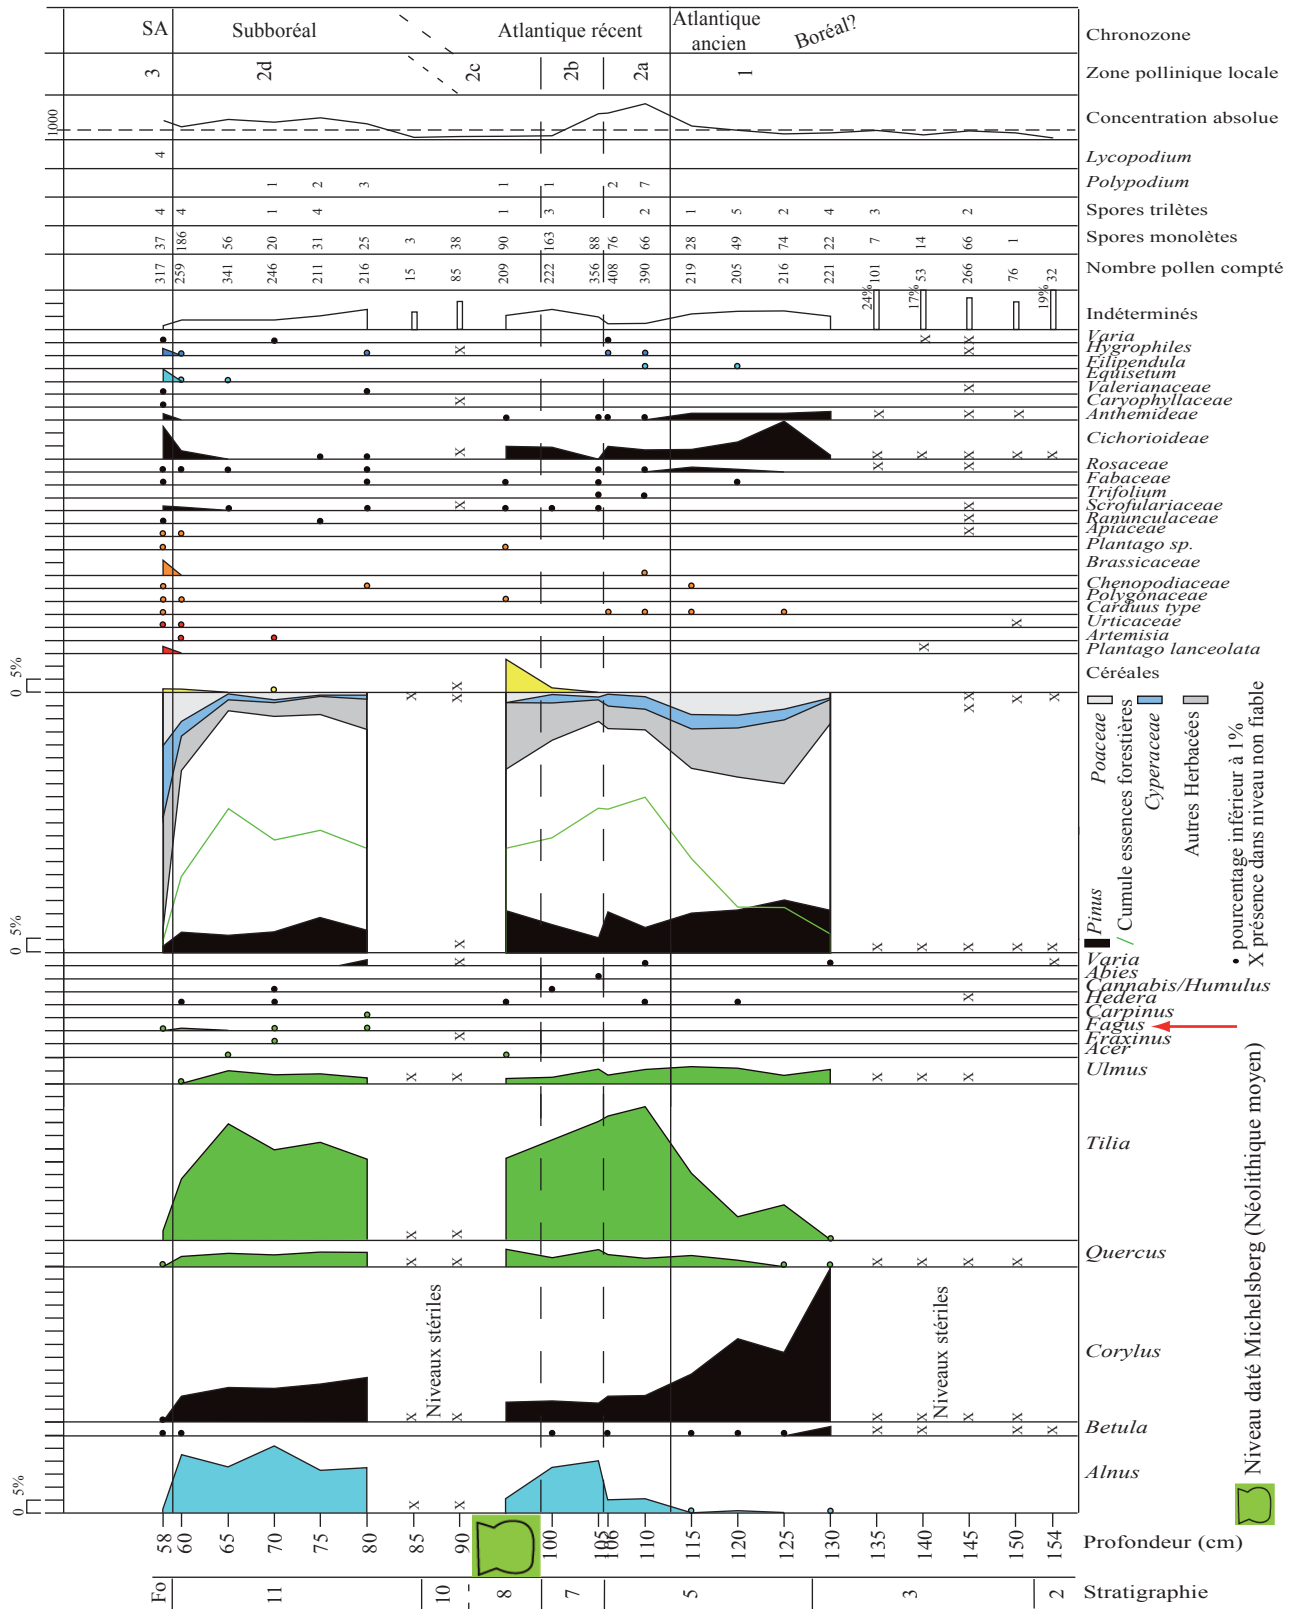 SA
Subboréal
Atlantique récent
Atlantique ancien
Boréal?
Chronozone
3
2d
2c
2b
2a
1
Zone pollinique locale
1000
Concentration absolue
4
Lycopodium
1 2 3 1 1 2 7
Polypodium
4 4 1 4 1 3 2 1 5 2 4 3 2
Spores trilètes
37 186 56 20 31 25 3 38 90 163 88 76 66 28 49 74 22 7 14 66 1
Spores monolètes
317 259 341 246 211 216 15 85 209 222 356 408 390 219 205 216 221 101 53 266 76 32
Nombre pollen compté
24% 17% 19%
Indéterminés
Varia
Hygrophiles
Filipendula
Equisetum
Valerianaceae
Caryophyllaceae
Anthemideae
Cichorioideae
Rosaceae
Fabaceae
Trifolium
Scrofulariaceae
Ranunculaceae
Apiaceae
Plantago sp.
Brassicaceae
Chenopodiaceae
Polygonaceae
Carduus type
Urticaceae
Artemisia
Plantago lanceolata
Céréales
0 5%
Poaceae
Cyperaceae
Autres Herbacées
Pinus
/ Cumule essences forestières
• pourcentage inférieur à 1%
X présence dans niveau non fiable
0 5%
Varia
Abies
Cannabis/Humulus
Hedera
Carpinus
Fagus
Fraxinus
Acer
Ulmus
Tilia
Quercus
Corylus
Niveaux stériles
Niveaux stériles
Betula
Alnus
0 5%
Niveau daté Michelsberg (Néolithique moyen)
58 60 65 70 75 80 85 90 100 105 106 110 115 120 125 130 135 140 145 150 154
Profondeur (cm)
Fo 11 10 8 7 5 3 2
Stratigraphie